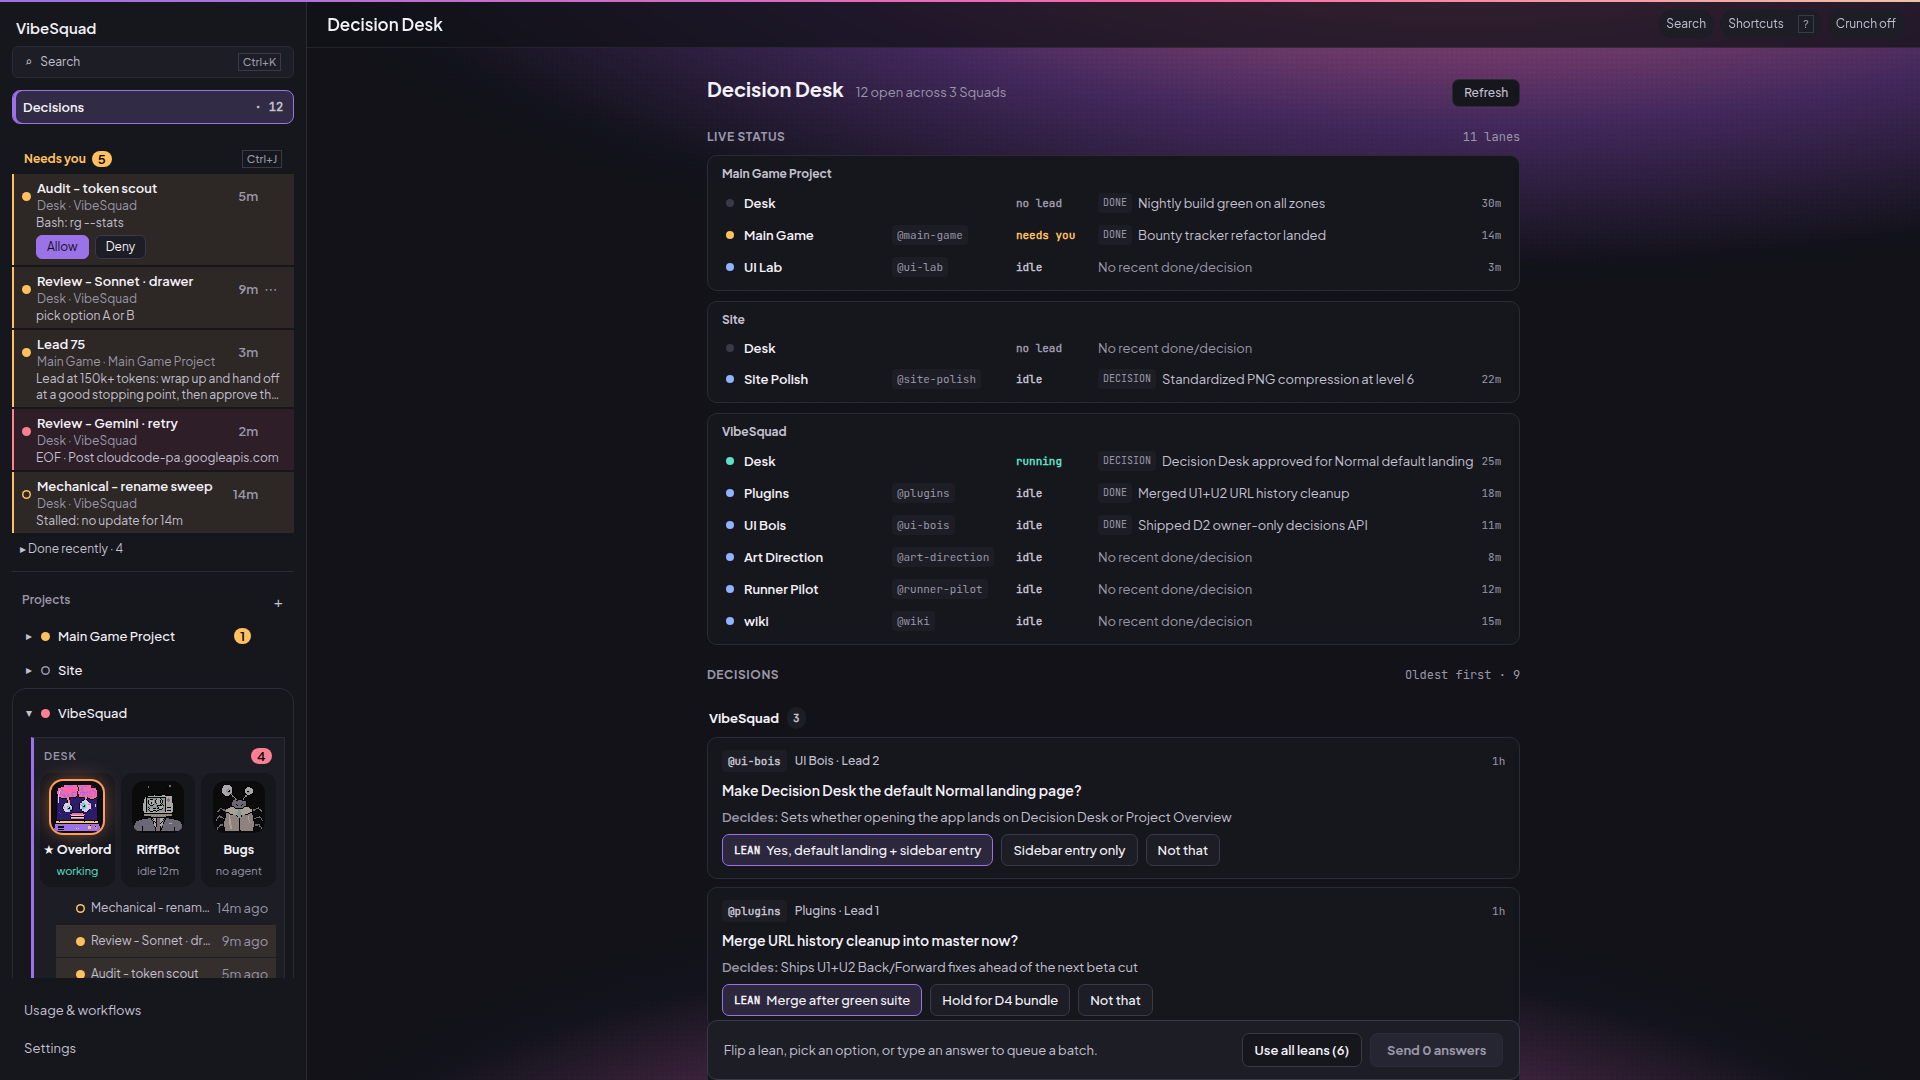 VibeSquad
Search Ctrl+K
Decisions · 12
Needs you 5 Ctrl+J
Audit – token scout 5m
Desk · VibeSquad
Bash: rg --stats
Allow Deny
Review – Sonnet · drawer 9m ···
Desk · VibeSquad
pick option A or B
Lead 75 3m
Main Game · Main Game Project
Lead at 150k+ tokens: wrap up and hand off
at a good stopping point, then approve th...
Review – Gemini · retry 2m
Desk · VibeSquad
EOF · Post cloudcode-pa.googleapis.com
Mechanical – rename sweep 14m
Desk · VibeSquad
Stalled: no update for 14m
▸ Done recently · 4
Projects +
▸ Main Game Project 1
▸ Site
▾ VibeSquad
DESK 4
★ Overlord RiffBot Bugs
working idle 12m no agent
Mechanical – renam... 14m ago
Review – Sonnet · dr... 9m ago
Audit – token scout 5m ago
Usage & workflows
Settings
Decision Desk Search Shortcuts ? Crunch off
Decision Desk 12 open across 3 Squads Refresh
LIVE STATUS 11 lanes
Main Game Project
Desk no lead DONE Nightly build green on all zones 30m
Main Game @main-game needs you DONE Bounty tracker refactor landed 14m
UI Lab @ui-lab idle No recent done/decision 3m
Site
Desk no lead No recent done/decision
Site Polish @site-polish idle DECISION Standardized PNG compression at level 6 22m
VibeSquad
Desk running DECISION Decision Desk approved for Normal default landing 25m
Plugins @plugins idle DONE Merged U1+U2 URL history cleanup 18m
UI Bois @ui-bois idle DONE Shipped D2 owner-only decisions API 11m
Art Direction @art-direction idle No recent done/decision 8m
Runner Pilot @runner-pilot idle No recent done/decision 12m
wiki @wiki idle No recent done/decision 15m
DECISIONS Oldest first · 9
VibeSquad 3
@ui-bois UI Bois · Lead 2 1h
Make Decision Desk the default Normal landing page?
Decides: Sets whether opening the app lands on Decision Desk or Project Overview
LEAN Yes, default landing + sidebar entry Sidebar entry only Not that
@plugins Plugins · Lead 1 1h
Merge URL history cleanup into master now?
Decides: Ships U1+U2 Back/Forward fixes ahead of the next beta cut
LEAN Merge after green suite Hold for D4 bundle Not that
Flip a lean, pick an option, or type an answer to queue a batch. Use all leans (6) Send 0 answers